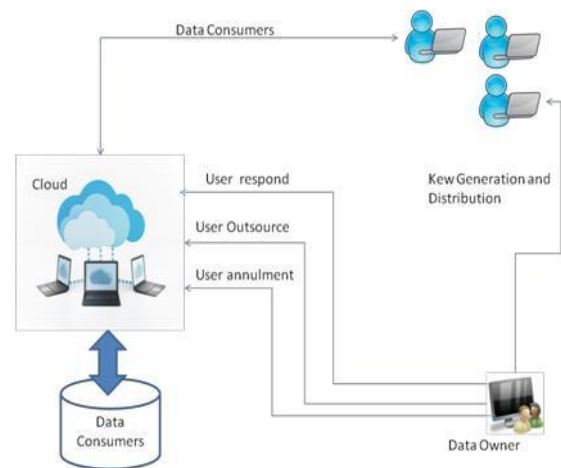 Data Consumers
Cloud
User respond
User Outsource
User annulment
Kew Generation and
Distribution
Data
Consumers
Data Owner